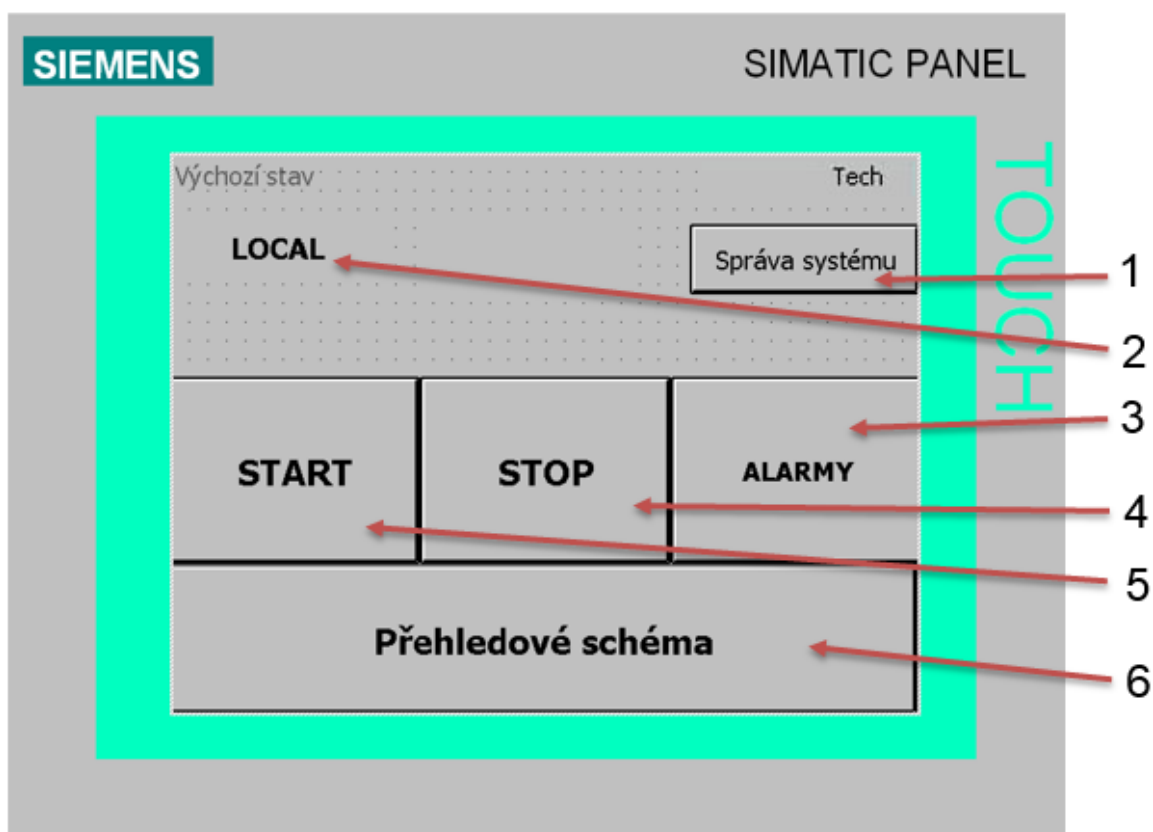 SIEMENS
SIMATIC PANEL
TOUCH
Výchozí stav
Tech
LOCAL
Správa systému
1
2
3
START
STOP
ALARMY
4
5
Přehledové schéma
6